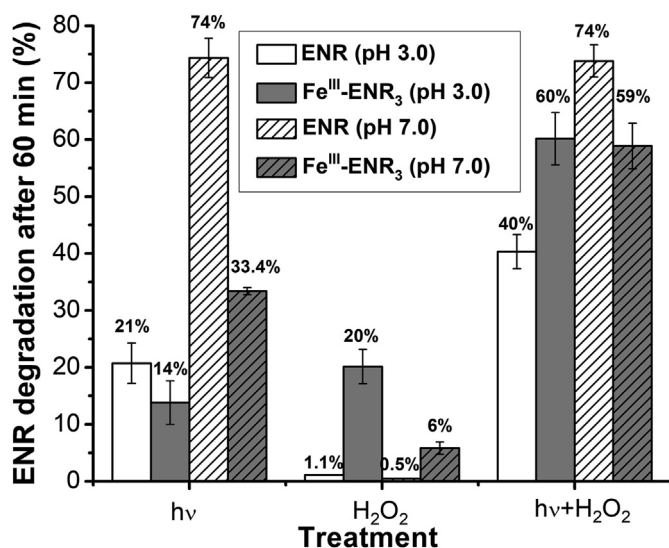 ENR degradation after 60 min (%)
80
70
60
50
40
30
20
10
0
ENR (pH 3.0)
Feᴵᴵᴵ-ENR₃ (pH 3.0)
ENR (pH 7.0)
Feᴵᴵᴵ-ENR₃ (pH 7.0)
21%
14%
74%
33.4%
1.1%
20%
0.5%
6%
40%
60%
74%
59%
hν
H₂O₂
hν+H₂O₂
Treatment